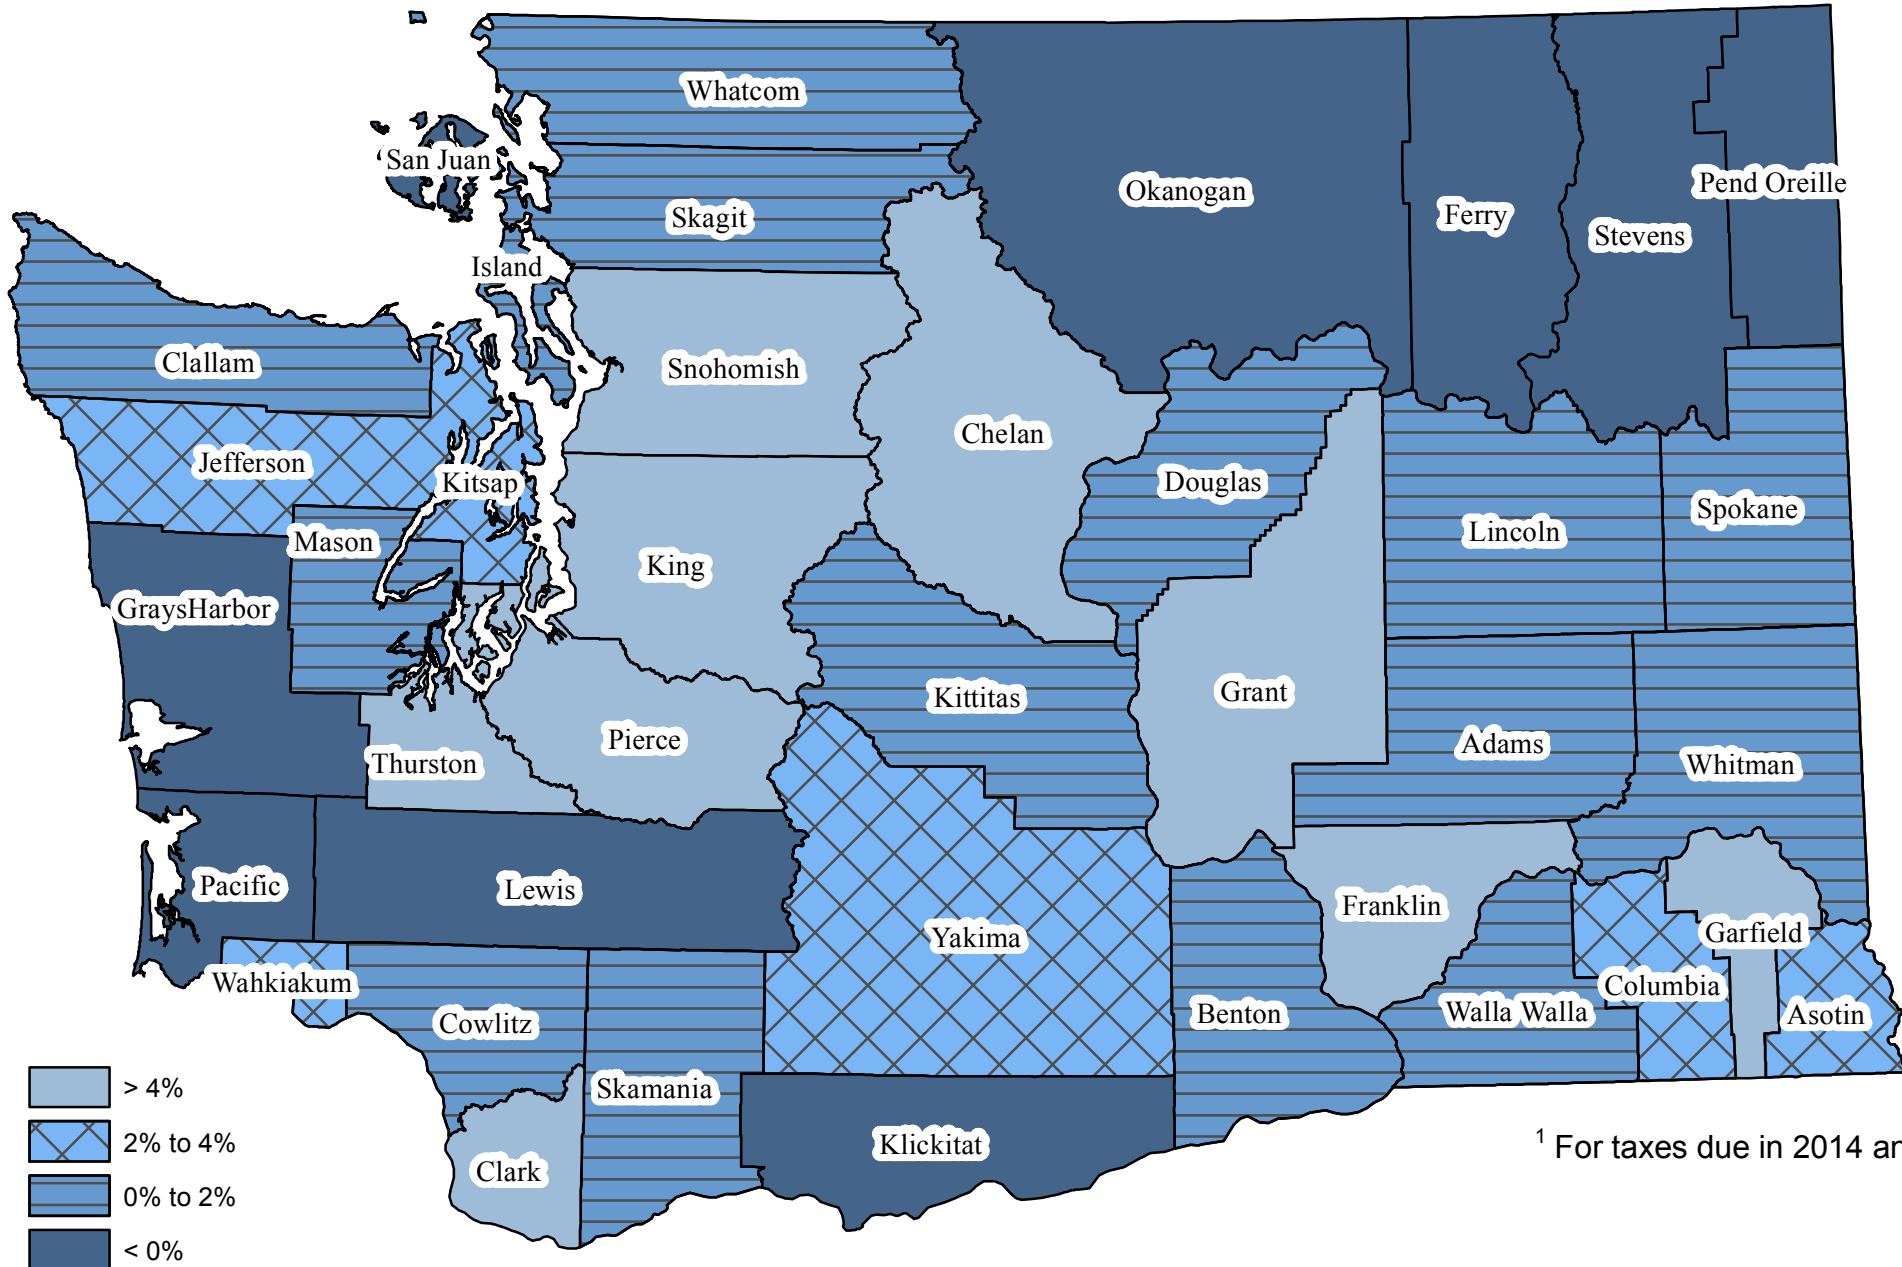 Whatcom
San Juan
Okanogan
Pend Oreille
Skagit
Ferry
Stevens
Island
Clallam
Snohomish
Chelan
Jefferson
Kitsap
Douglas
Spokane
Lincoln
Mason
King
GraysHarbor
Kittitas
Grant
Pierce
Adams
Thurston
Whitman
Pacific
Lewis
Franklin
Yakima
Garfield
Wahkiakum
Columbia
Cowlitz
Benton
Walla Walla
Asotin
Skamania
> 4%
2% to 4%
Klickitat
1 For taxes due in 2014 an
Clark
0% to 2%
< 0%